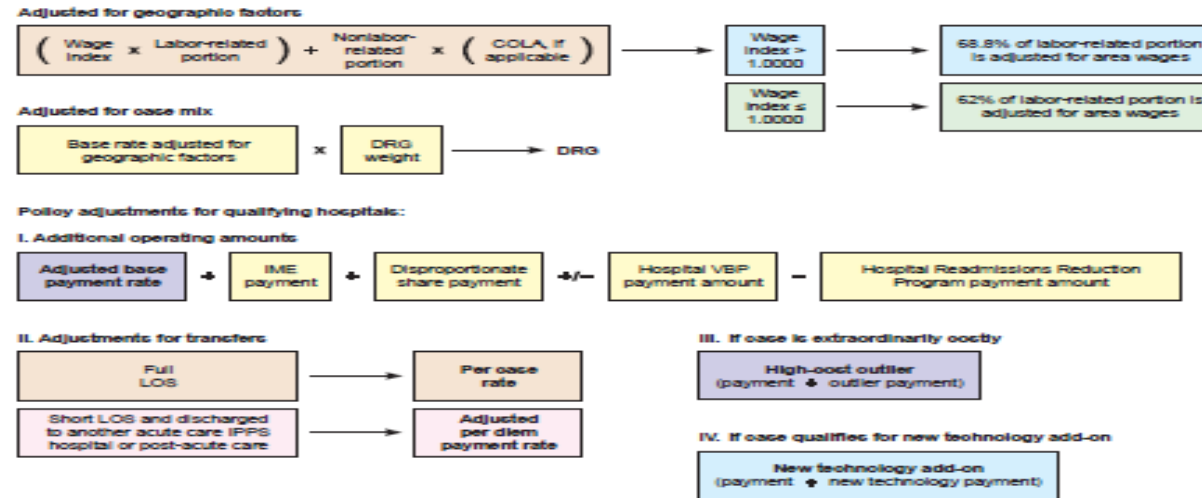 Adjusted for geographic factors
( Wage Index x Labor-related portion ) + Nonlabor-related portion x ( COLA, if applicable )
Wage Index > 1.0000
68.8% of labor-related portion is adjusted for area wages
Wage Index ≤ 1.0000
62% of labor-related portion is adjusted for area wages
Adjusted for case mix
Base rate adjusted for geographic factors x DRG weight
DRG
Policy adjustments for qualifying hospitals:
I. Additional operating amounts
Adjusted base payment rate + IME payment + Disproportionate share payment +/− Hospital VBP payment amount − Hospital Readmissions Reduction Program payment amount
II. Adjustments for transfers
Full LOS
Per case rate
Short LOS and discharged to another acute care IPPS hospital or post-acute care
Adjusted per diem payment rate
III. If case is extraordinarily costly
High-cost outlier
(payment + outlier payment)
IV. If case qualifies for new technology add-on
New technology add-on
(payment + new technology payment)